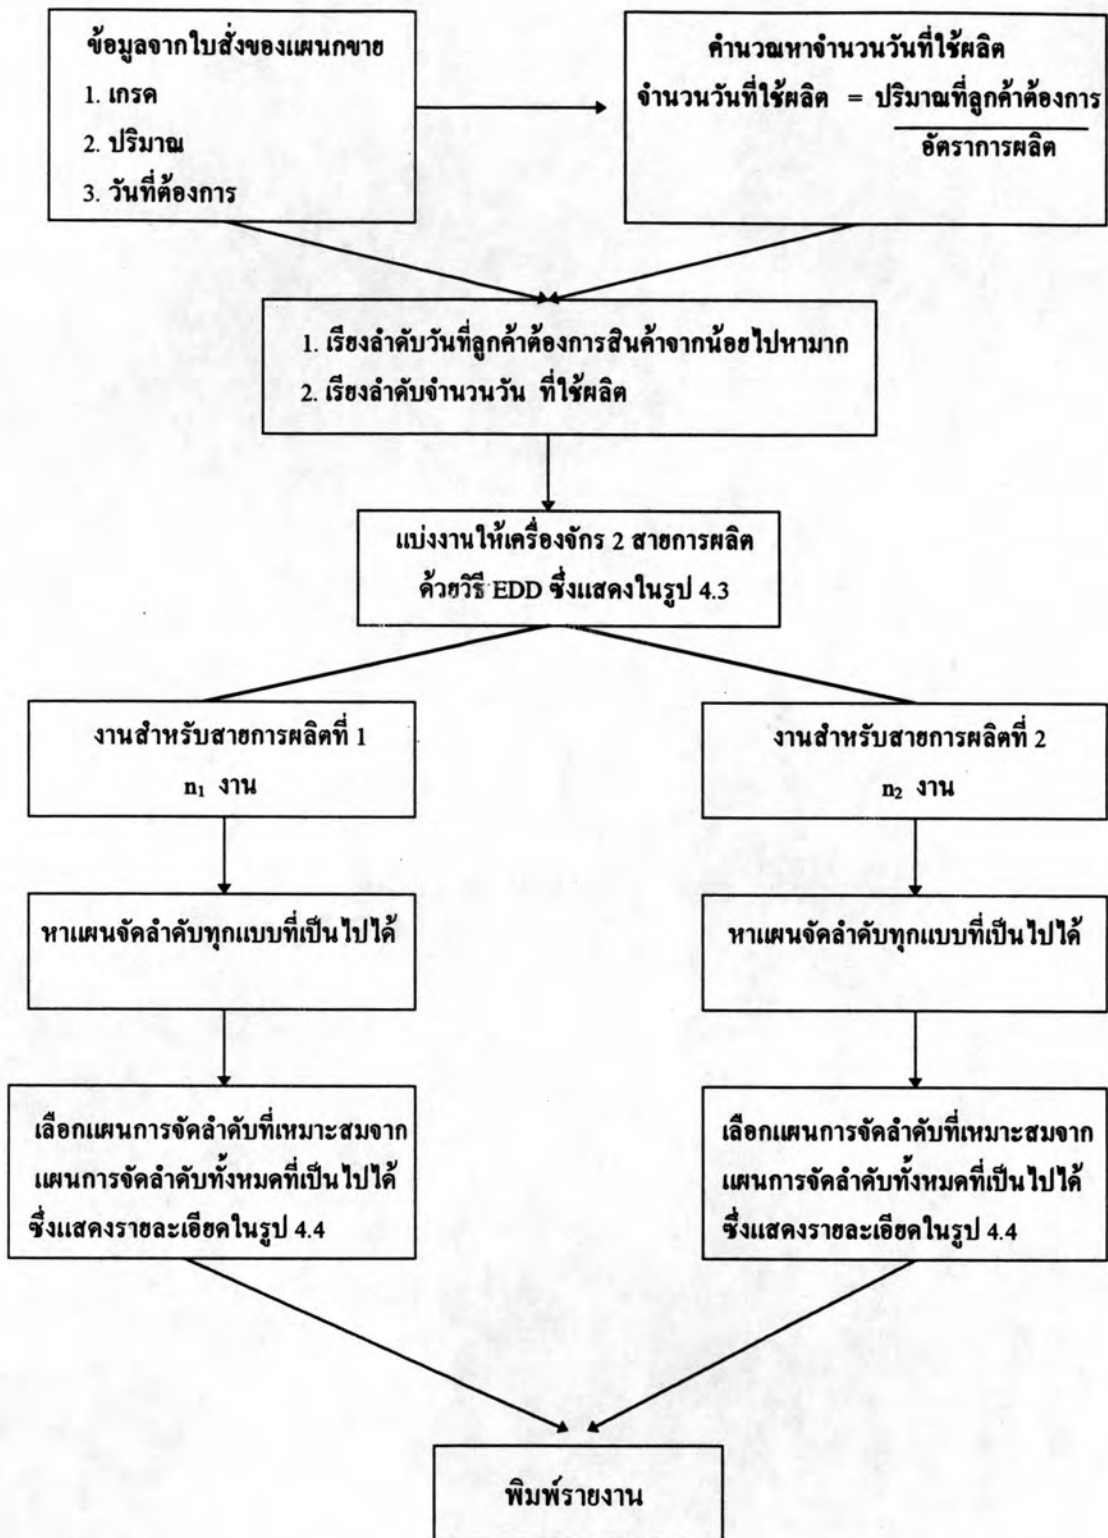 ข้อมูลจากใบสั่งของแผนกขาย
1. เกรด
2. ปริมาณ
3. วันที่ต้องการ
คำนวณหาจำนวนวันที่ใช้ผลิต
จำนวนวันที่ใช้ผลิต = ปริมาณที่ลูกค้าต้องการ
อัตราการผลิต
1. เรียงลำดับวันที่ลูกค้าต้องการสินค้าจากน้อยไปหามาก
2. เรียงลำดับจำนวนวัน ที่ใช้ผลิต
แบ่งงานให้เครื่องจักร 2 สายการผลิต
ด้วยวิธี EDD ซึ่งแสดงในรูป 4.3
งานสำหรับสายการผลิตที่ 1
n₁ งาน
งานสำหรับสายการผลิตที่ 2
n₂ งาน
หาแผนจัดลำดับทุกแบบที่เป็นไปได้
หาแผนจัดลำดับทุกแบบที่เป็นไปได้
เลือกแผนการจัดลำดับที่เหมาะสมจาก
แผนการจัดลำดับทั้งหมดที่เป็นไปได้
ซึ่งแสดงรายละเอียดในรูป 4.4
เลือกแผนการจัดลำดับที่เหมาะสมจาก
แผนการจัดลำดับทั้งหมดที่เป็นไปได้
ซึ่งแสดงรายละเอียดในรูป 4.4
พิมพ์รายงาน